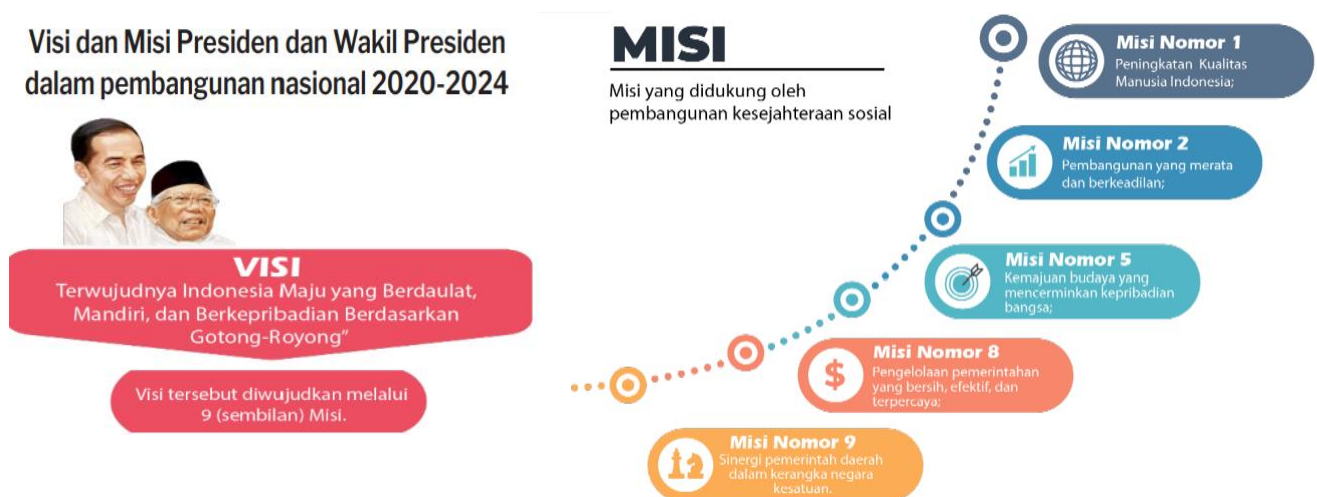 Visi dan Misi Presiden dan Wakil Presiden
dalam pembangunan nasional 2020-2024
VISI
Terwujudnya Indonesia Maju yang Berdaulat,
Mandiri, dan Berkepribadian Berdasarkan
Gotong-Royong”
Visi tersebut diwujudkan melalui
9 (sembilan) Misi.
MISI
Misi yang didukung oleh
pembangunan kesejahteraan sosial
Misi Nomor 1
Peningkatan Kualitas
Manusia Indonesia;
Misi Nomor 2
Pembangunan yang merata
dan berkeadilan;
Misi Nomor 5
Kemajuan budaya yang
mencerminkan kepribadian
bangsa;
$
Misi Nomor 8
Pengelolaan pemerintahan
yang bersih, efektif, dan
terpercaya;
Misi Nomor 9
Sinergi pemerintah daerah
dalam kerangka negara
kesatuan.